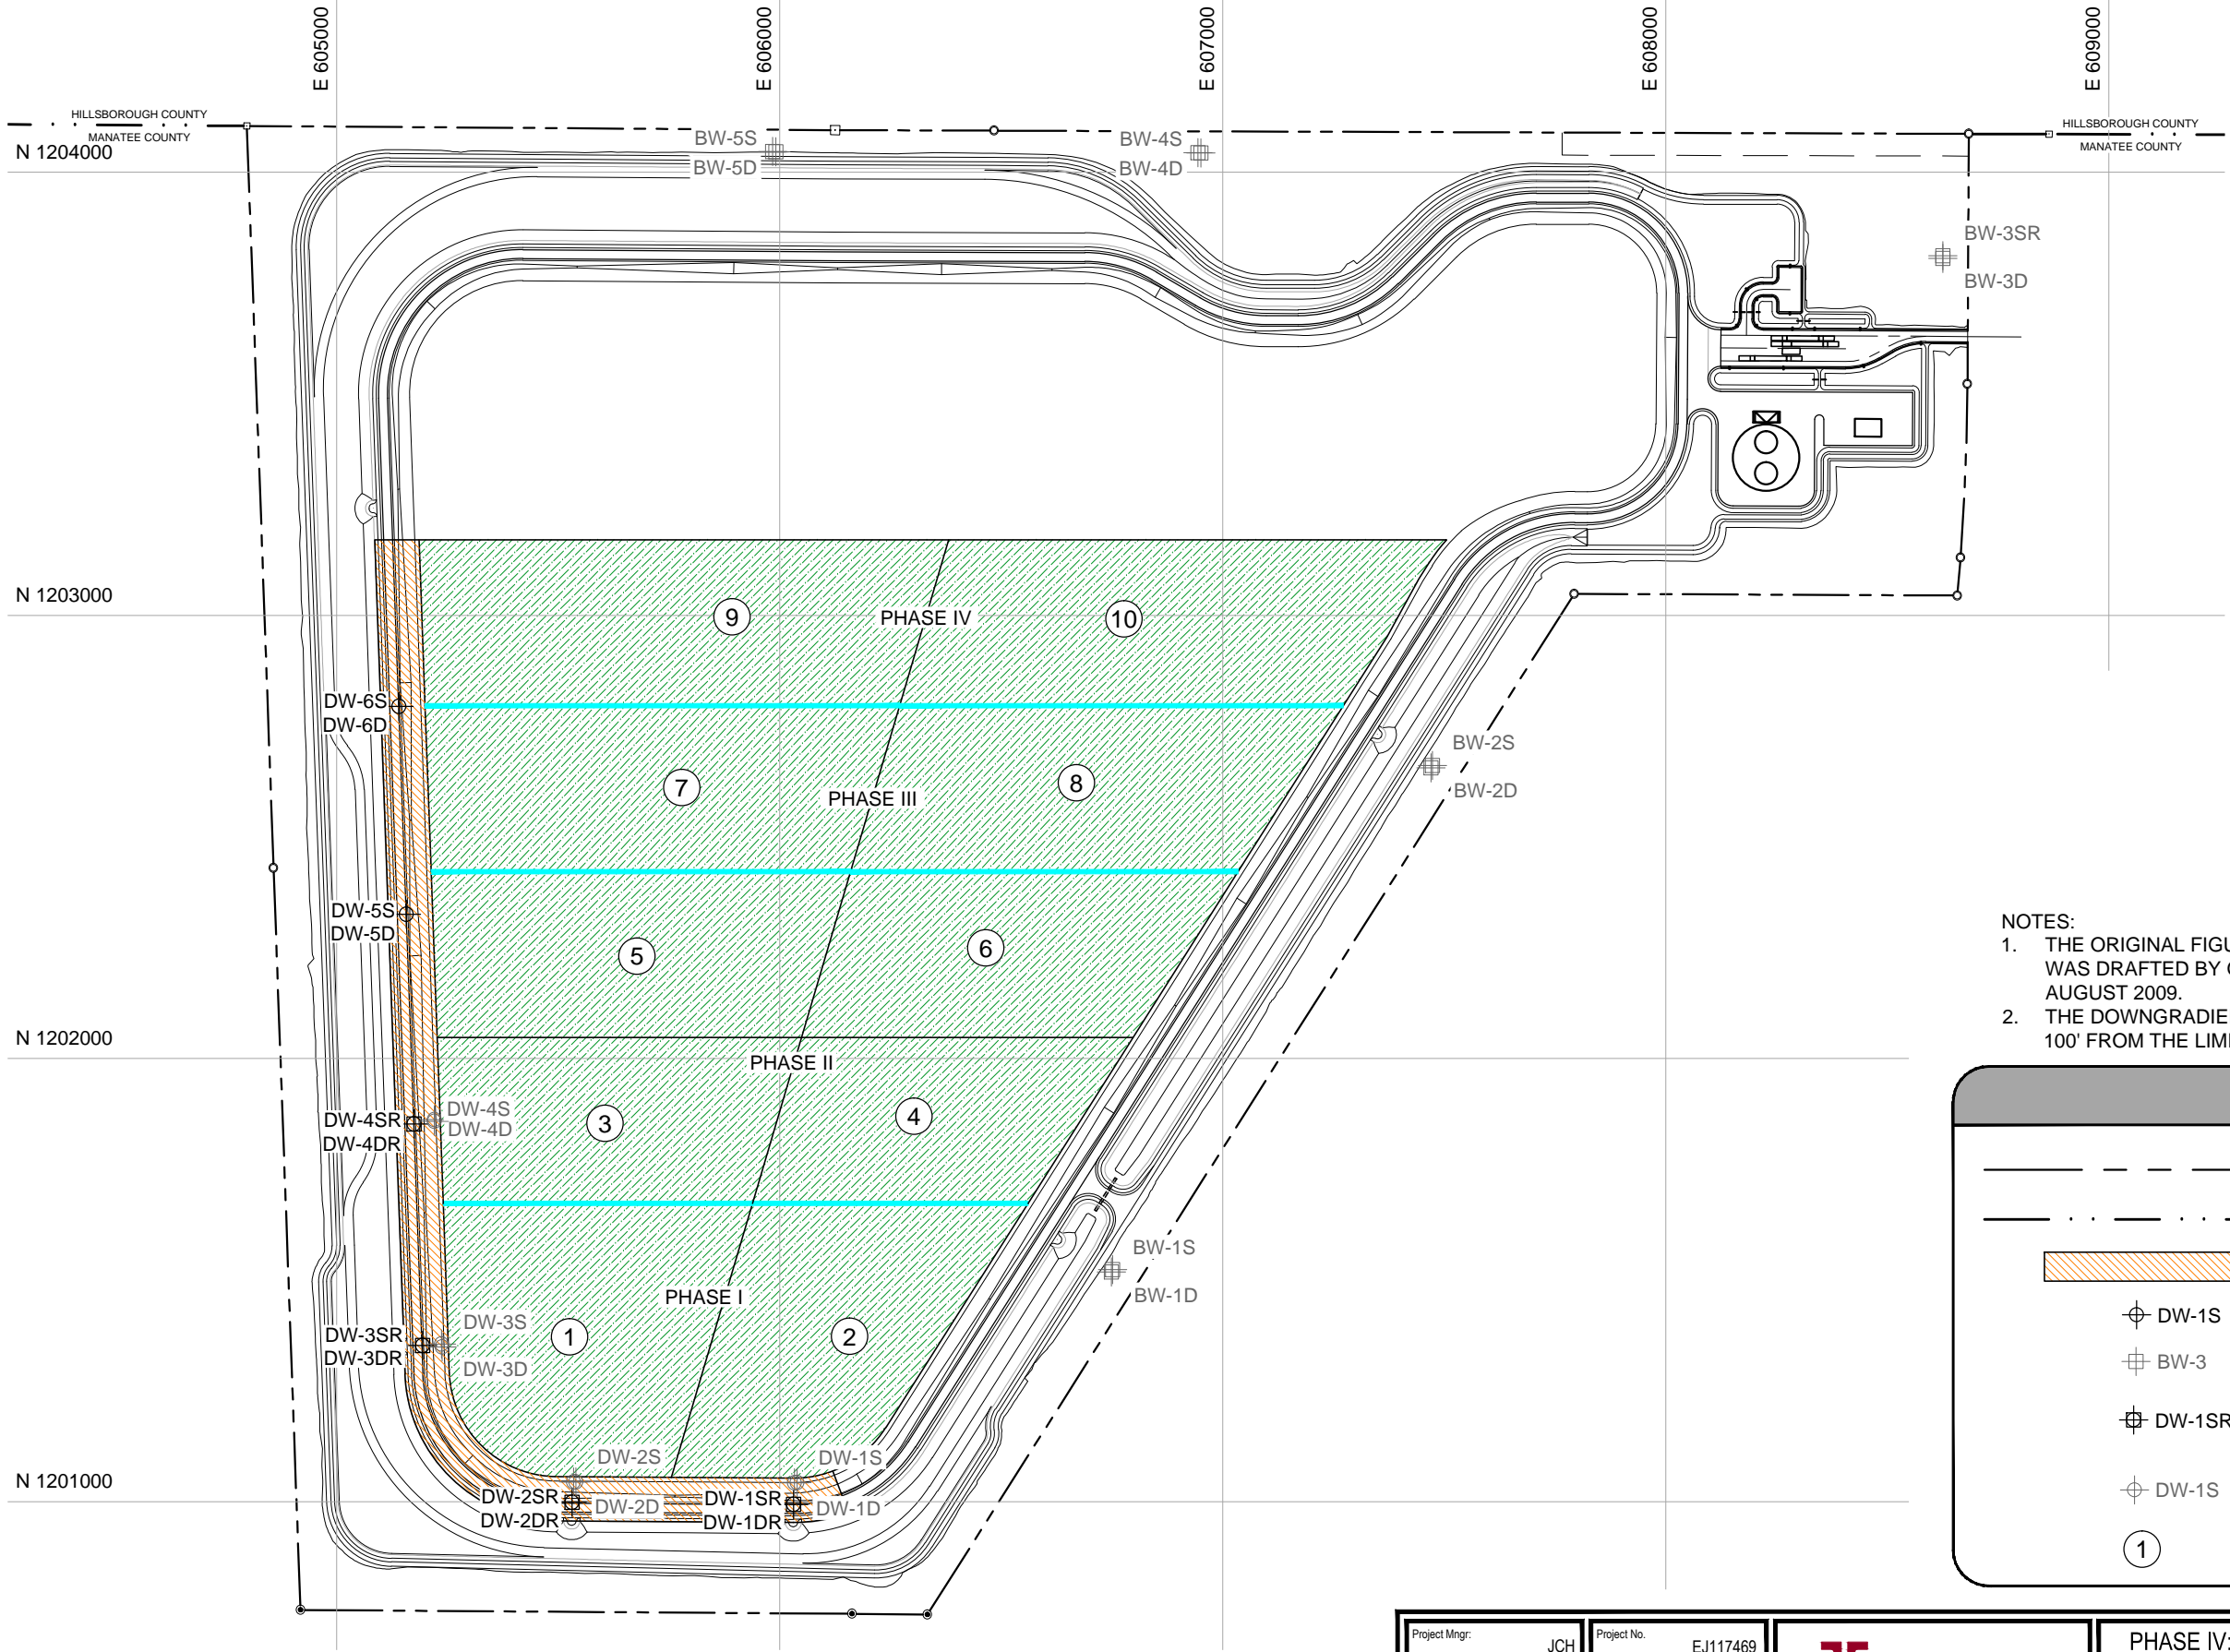 E 605000
E 606000
E 607000
E 608000
E 609000
HILLSBOROUGH COUNTY
MANATEE COUNTY
HILLSBOROUGH COUNTY
MANATEE COUNTY
N 1204000
BW-5S
BW-5D
BW-4S
BW-4D
BW-3SR
BW-3D
N 1203000
9
PHASE IV
10
DW-6S
DW-6D
BW-2S
BW-2D
7
PHASE III
8
DW-5S
DW-5D
5
6
NOTES:
1. THE ORIGINAL FIGU
WAS DRAFTED BY
AUGUST 2009.
2. THE DOWNGRADIE
100' FROM THE LIM
N 1202000
PHASE II
DW-4SR
DW-4DR
DW-4S
DW-4D
3
4
BW-1S
BW-1D
PHASE I
DW-3SR
DW-3DR
DW-3S
DW-3D
1
2
DW-1S
BW-3
DW-1SR
DW-1S
1
N 1201000
DW-2S
DW-1S
DW-2SR
DW-2DR
DW-2D
DW-1SR
DW-1DR
DW-1D
Project Mngr:
JCH
Project No.
EJ117469
PHASE IV: